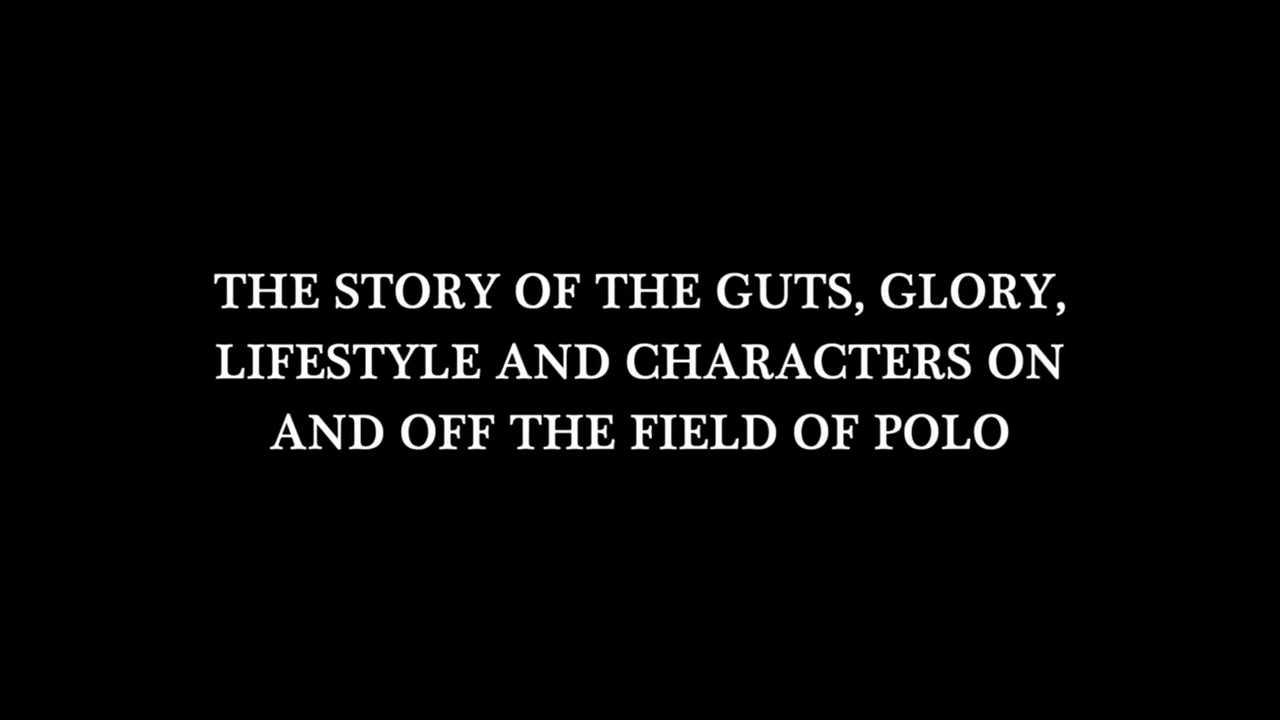 THE STORY OF THE GUTS, GLORY,
LIFESTYLE AND CHARACTERS ON
AND OFF THE FIELD OF POLO